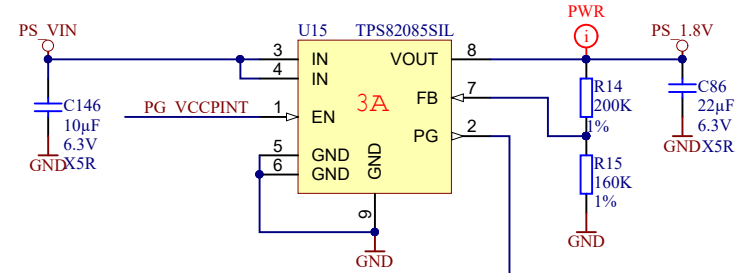 PWR
PS_VIN
U15 TPS82085SIL
PS_1.8V
3 IN
4 IN
VOUT 8
C146
10µF
6.3V
X5R
GND
PG_VCCPINT
1 EN
3A
FB 7
PG 2
R14
200K
1%
C86
22µF
6.3V
X5R
GND
5 GND
6 GND
GND
9
GND
R15
160K
1%
GND
i